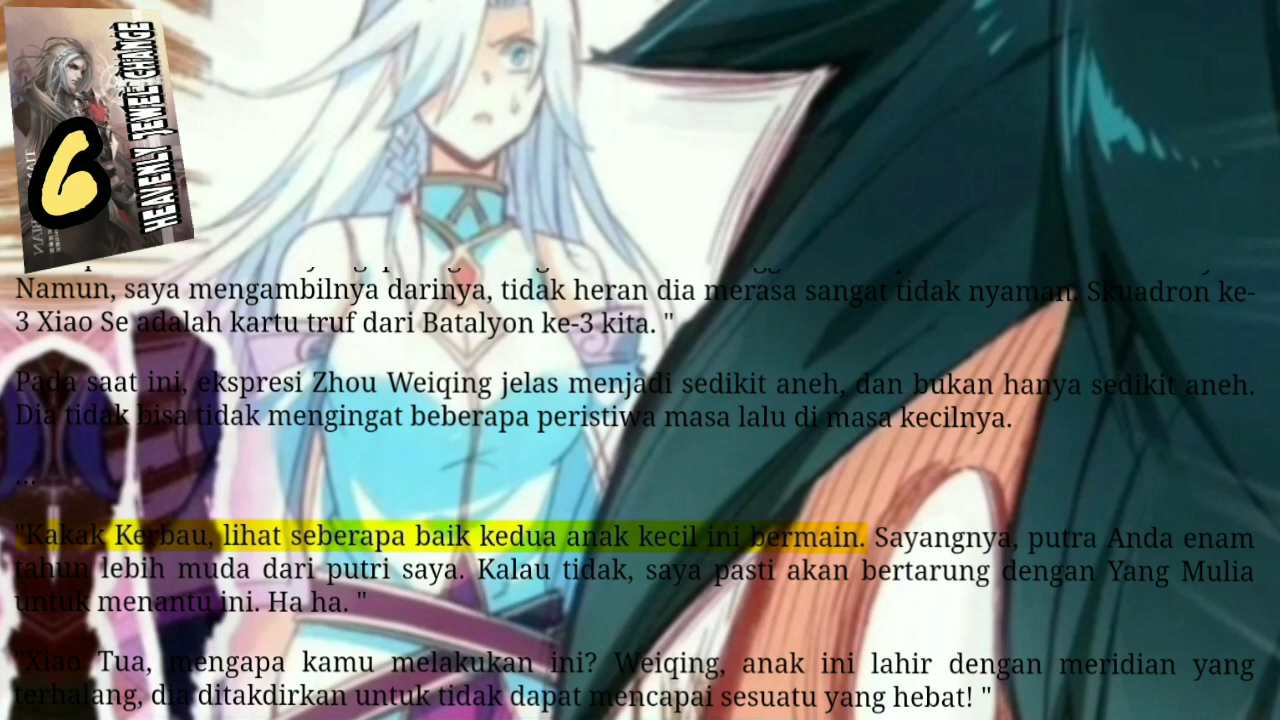 HEAVENLY JEWEL CHANGE
6
Namun, saya mengambilnya darinya, tidak heran dia merasa sangat tidak nyaman. Skuadron ke-
3 Xiao Se adalah kartu truf dari Batalyon ke-3 kita. "
Pada saat ini, ekspresi Zhou Weiqing jelas menjadi sedikit aneh, dan bukan hanya sedikit aneh.
Dia tidak bisa tidak mengingat beberapa peristiwa masa lalu di masa kecilnya.
...
"Kakak Kerbau, lihat seberapa baik kedua anak kecil ini bermain. Sayangnya, putra Anda enam
tahun lebih muda dari putri saya. Kalau tidak, saya pasti akan bertarung dengan Yang Mulia
untuk menantu ini. Ha ha. "
"Xiao Tua, mengapa kamu melakukan ini? Weiqing, anak ini lahir dengan meridian yang
terhalang, dia ditakdirkan untuk tidak dapat mencapai sesuatu yang hebat! "